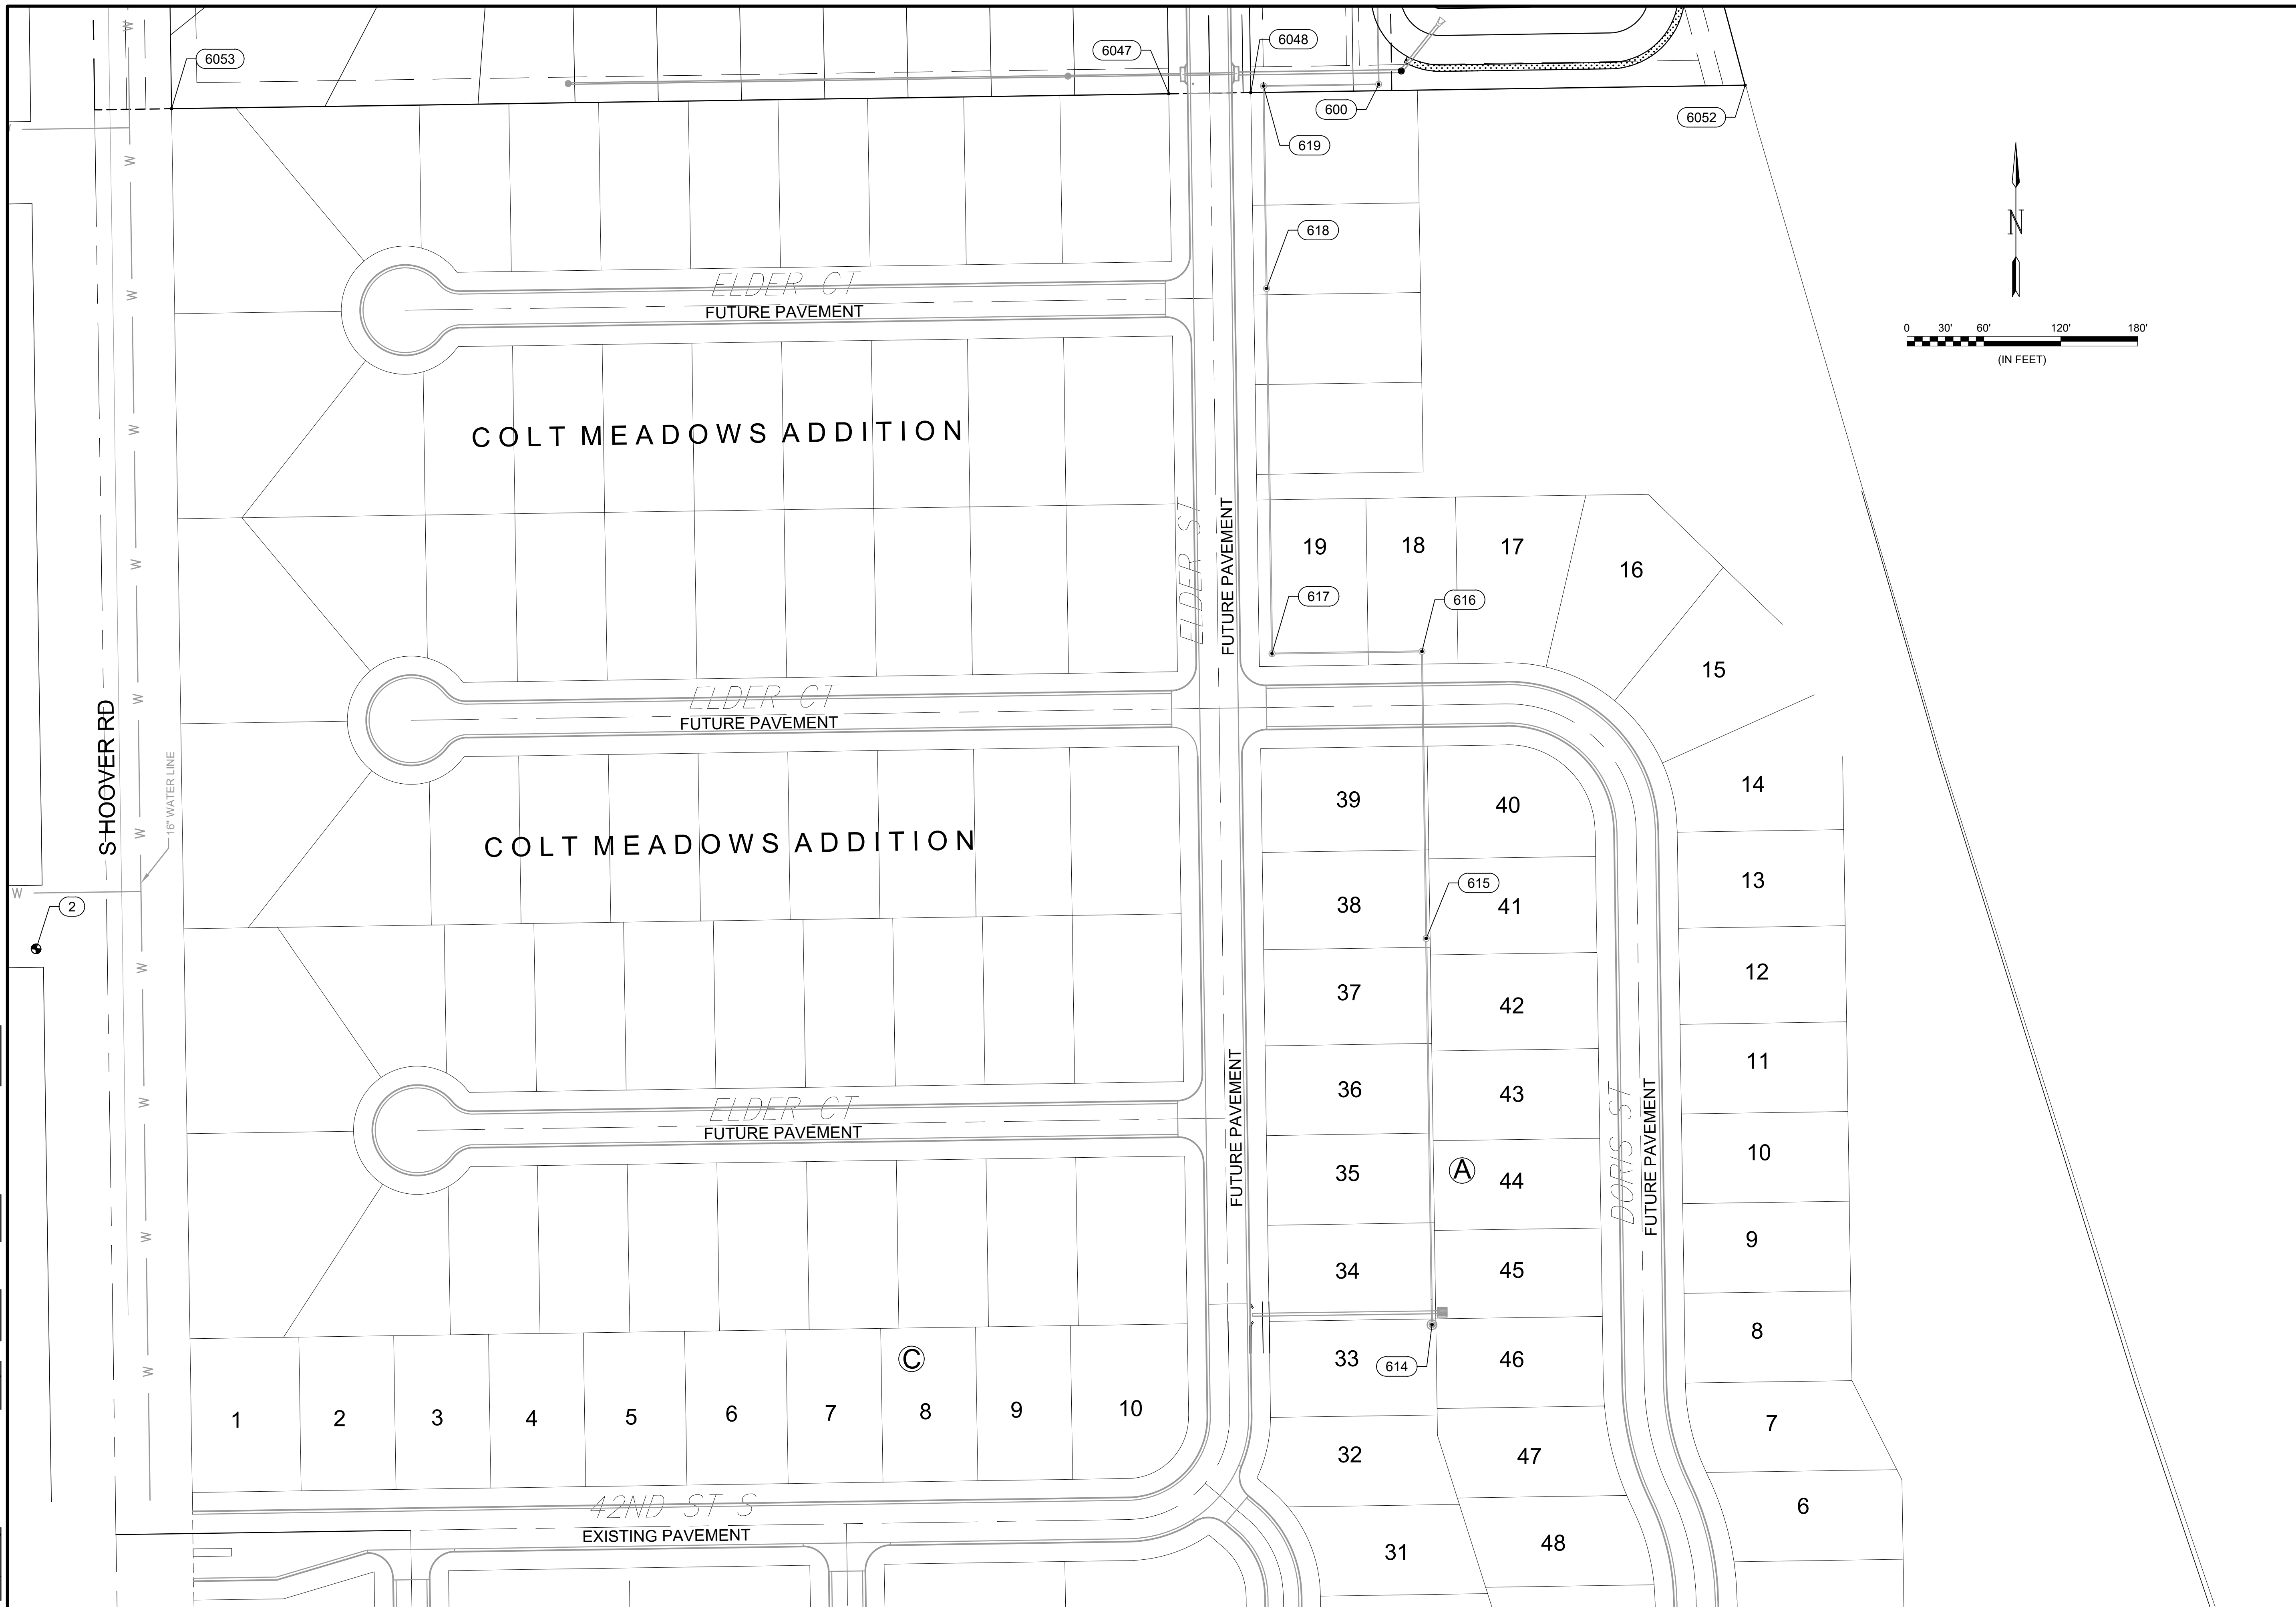 6053
6047
6048
600
6052
619
618
N
0 30' 60' 120' 180'
(IN FEET)
ELDER CT
FUTURE PAVEMENT
COLT MEADOWS ADDITION
ELDER ST
FUTURE PAVEMENT
19
18
17
16
15
617
616
ELDER CT
FUTURE PAVEMENT
S HOOVER RD
16" WATER LINE
W
W
W
W
W
W
W
W
W
W
W
W
W
2
COLT MEADOWS ADDITION
39
40
14
38
615
41
13
37
42
12
36
43
11
ELDER CT
FUTURE PAVEMENT
FUTURE PAVEMENT
35
A
44
DORIS ST
FUTURE PAVEMENT
10
34
45
9
33
614
46
8
C
1
2
3
4
5
6
7
8
9
10
32
47
7
42ND ST S
EXISTING PAVEMENT
31
48
6